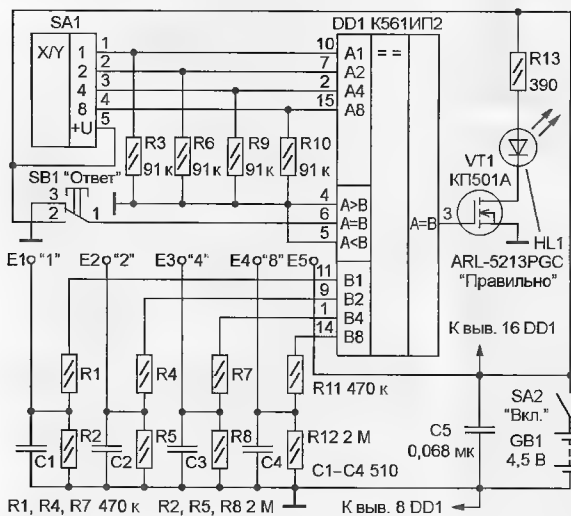 SA1
X/Y
1
2
4
8
+U
1
2
3
4
5
DD1 К561ИП2
10
7
2
15
A1
A2
A4
A8
= =
R3
91 к
R6
91 к
R9
91 к
R10
91 к
R13
390
VT1
КП501А
SB1 "Ответ"
3
2
1
4
6
5
A>B
A=B
A<B
A=B
3
HL1
ARL-5213PGC
"Правильно"
E1 "1"
E2 "2"
E3 "4"
E4 "8"
E5
11
9
1
14
B1
B2
B4
B8
К выв. 16 DD1
R1
R4
R7
R11 470 к
C1
R2
C2
R5
C3
R8
C4
R12 2 М
C1–C4 510
C5
0,068 мк
SA2
"Вкл."
GB1
4,5 В
R1, R4, R7 470 к
R2, R5, R8 2 М
К выв. 8 DD1